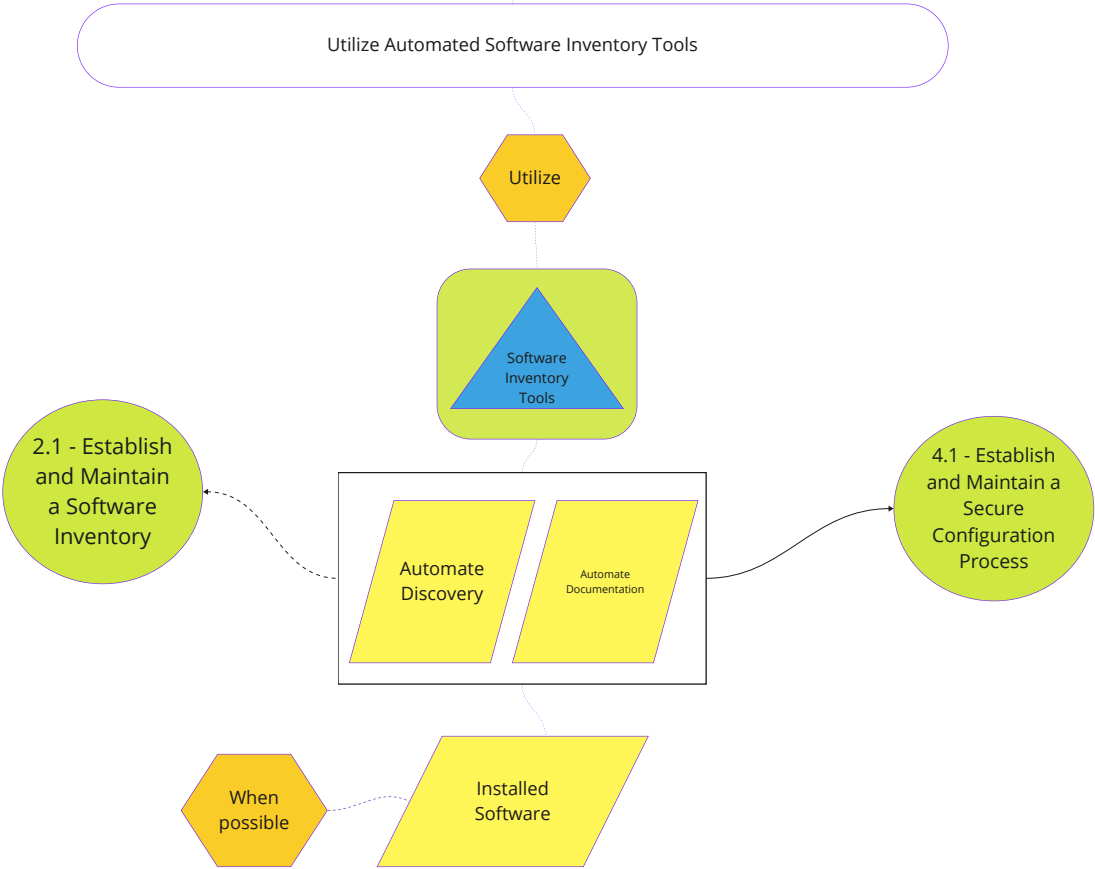 Utilize Automated Software Inventory Tools
Utilize
Software
Inventory
Tools
2.1 - Establish
and Maintain
a Software
Inventory
4.1 - Establish
and Maintain a
Secure
Configuration
Process
Automate
Discovery
Automate
Documentation
Installed
Software
When
possible